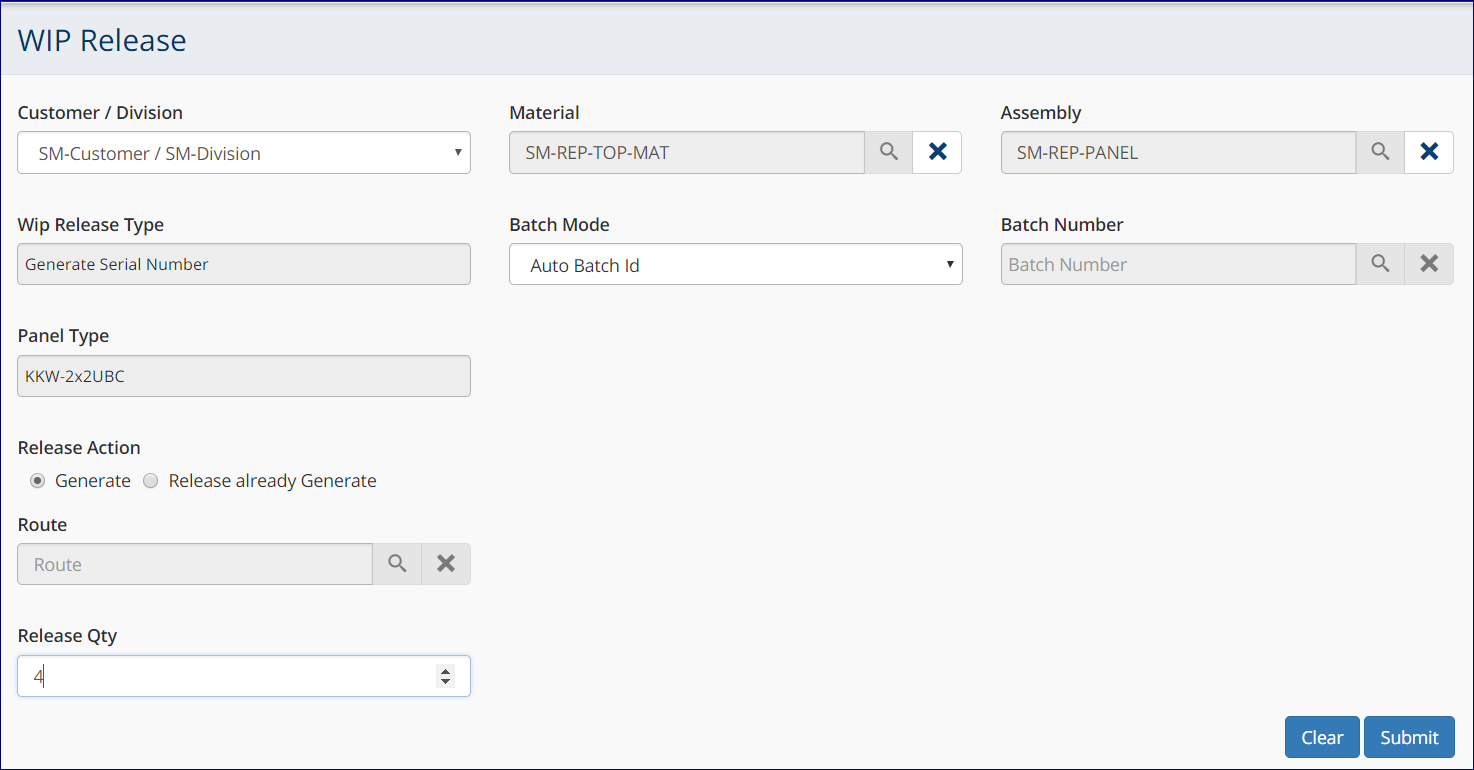 WIP Release
Customer / Division
Material
Assembly
SM-Customer / SM-Division
SM-REP-TOP-MAT
SM-REP-PANEL
Wip Release Type
Batch Mode
Batch Number
Generate Serial Number
Auto Batch Id
Batch Number
Panel Type
KKW-2x2UBC
Release Action
Generate
Release already Generate
Route
Route
Release Qty
4
Clear
Submit